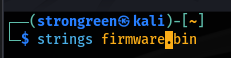 ┌──(strongreen㉿kali)-[~]
└─$ strings firmware.bin